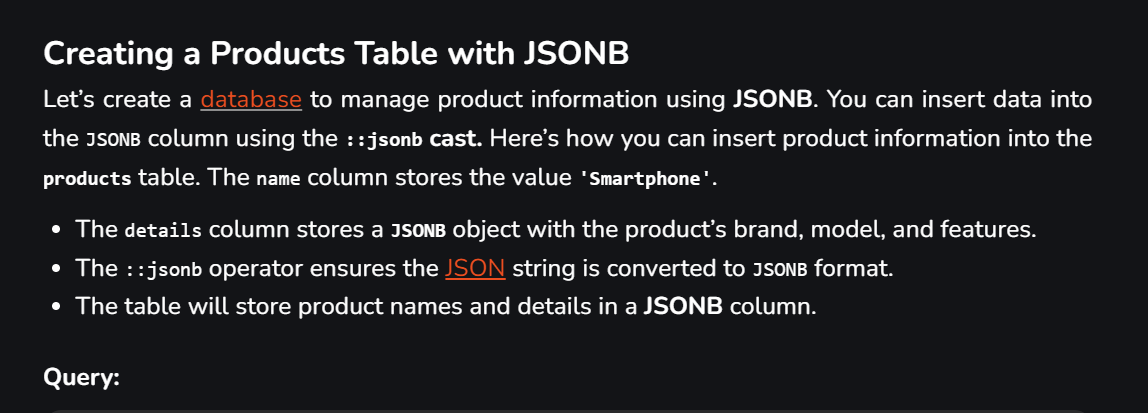 Creating a Products Table with JSONB
Let’s create a database to manage product information using JSONB. You can insert data into
the JSONB column using the ::jsonb cast. Here’s how you can insert product information into the
products table. The name column stores the value 'Smartphone'.
• The details column stores a JSONB object with the product’s brand, model, and features.
• The ::jsonb operator ensures the JSON string is converted to JSONB format.
• The table will store product names and details in a JSONB column.
Query: